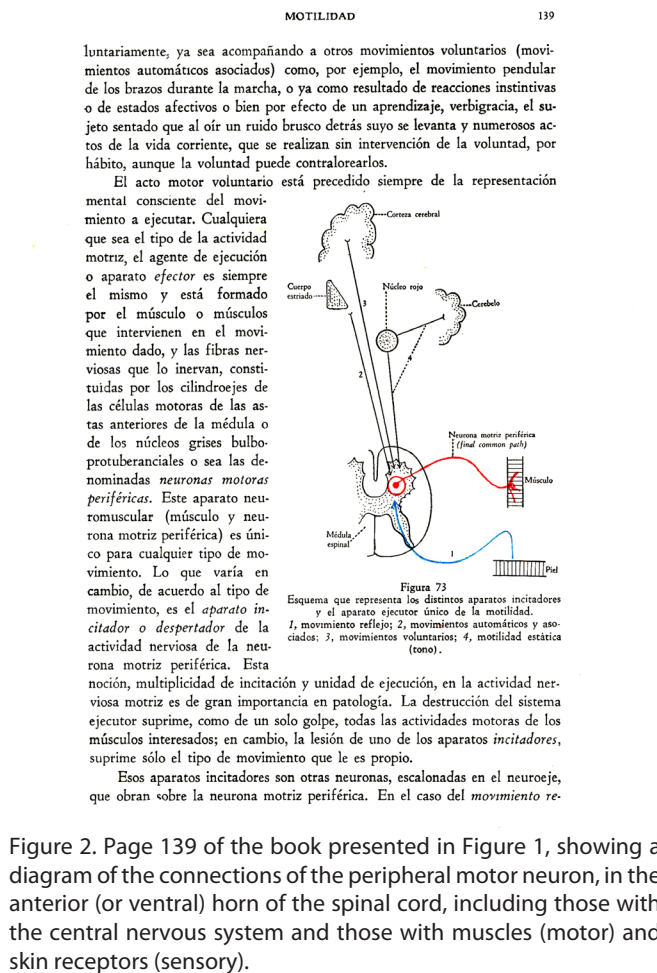 MOTILIDAD 139
luntariamente, ya sea acompañando a otros movimientos voluntarios (movi-
mientos automáticos asociados) como, por ejemplo, el movimiento pendular
de los brazos durante la marcha, o ya como resultado de reacciones instintivas
o de estados afectivos o bien por efecto de un aprendizaje, verbigracia, el su-
jeto sentado que al oír un ruido brusco detrás suyo se levanta y numerosos ac-
tos de la vida corriente, que se realizan sin intervención de la voluntad, por
hábito, aunque la voluntad puede contralorearlos.
El acto motor voluntario está precedido siempre de la representación
mental consciente del movi-
miento a ejecutar. Cualquiera
que sea el tipo de la actividad
motriz, el agente de ejecución
o aparato efector es siempre
el mismo y está formado
por el músculo o músculos
que intervienen en el movi-
miento dado, y las fibras ner-
viosas que lo inervan, consti-
tuidas por los cilindroejes de
las células motoras de las as-
tas anteriores de la médula o
de los núcleos grises bulbo-
protuberanciales o sea las de-
nominadas neuronas motoras
periféricas. Este aparato neu-
romuscular (músculo y neu-
rona motriz periférica) es úni-
co para cualquier tipo de mo-
vimiento. Lo que varía en
cambio, de acuerdo al tipo de
movimiento, es el aparato in-
citador o despertador de la
actividad nerviosa de la neu-
rona motriz periférica. Esta
Corteza cerebral
Cuerpo
estriado
Núcleo rojo
Cerebelo
3
4
2
Neurona motriz periférica
(final common path)
Músculo
Médula
espinal
1
Piel
Figura 73
Esquema que representa los distintos aparatos incitadores
y el aparato ejecutor único de la motilidad.
1, movimiento reflejo; 2, movimientos automáticos y aso-
ciados; 3, movimientos voluntarios; 4, motilidad estática
(tono).
noción, multiplicidad de incitación y unidad de ejecución, en la actividad ner-
viosa motriz es de gran importancia en patología. La destrucción del sistema
ejecutor suprime, como de un solo golpe, todas las actividades motoras de los
músculos interesados; en cambio, la lesión de uno de los aparatos incitadores,
suprime sólo el tipo de movimiento que le es propio.
Esos aparatos incitadores son otras neuronas, escalonadas en el neuroeje,
que obran sobre la neurona motriz periférica. En el caso del movimiento re-
Figure 2. Page 139 of the book presented in Figure 1, showing a
diagram of the connections of the peripheral motor neuron, in the
anterior (or ventral) horn of the spinal cord, including those with
the central nervous system and those with muscles (motor) and
skin receptors (sensory).